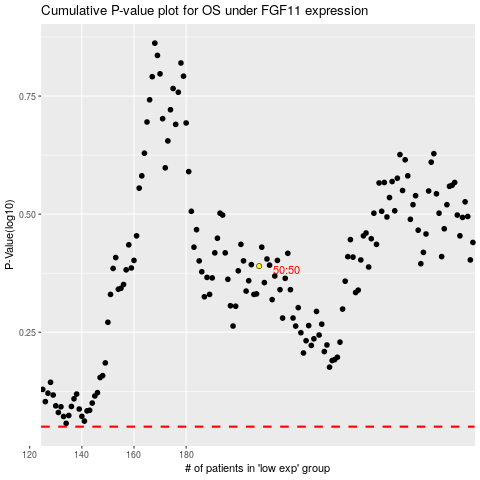 Cumulative P-value plot for OS under FGF11 expression
P-Value(log10)
0.75
0.50
0.25
50:50
120 140 160 180
# of patients in 'low exp' group